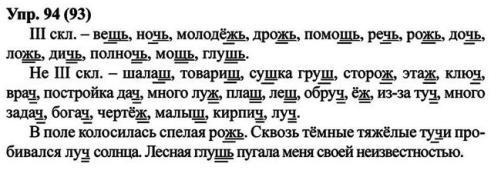 Упр. 94 (93)
III скл. – вещь, ночь, молодёжь, дрожь, помощь, речь, рожь, дочь,
ложь, дичь, полночь, мощь, глушь.
Не III скл. – шалаш, товарищ, сушка груш, сторож, этаж, ключ,
врач, постройка дач, много луж, плащ, лещ, обруч, ёж, из-за туч, много
задач, богач, чертёж, малыш, кирпич, луч.
В поле колосилась спелая рожь. Сквозь тёмные тяжёлые тучи про-
бивался луч солнца. Лесная глушь пугала меня своей неизвестностью.